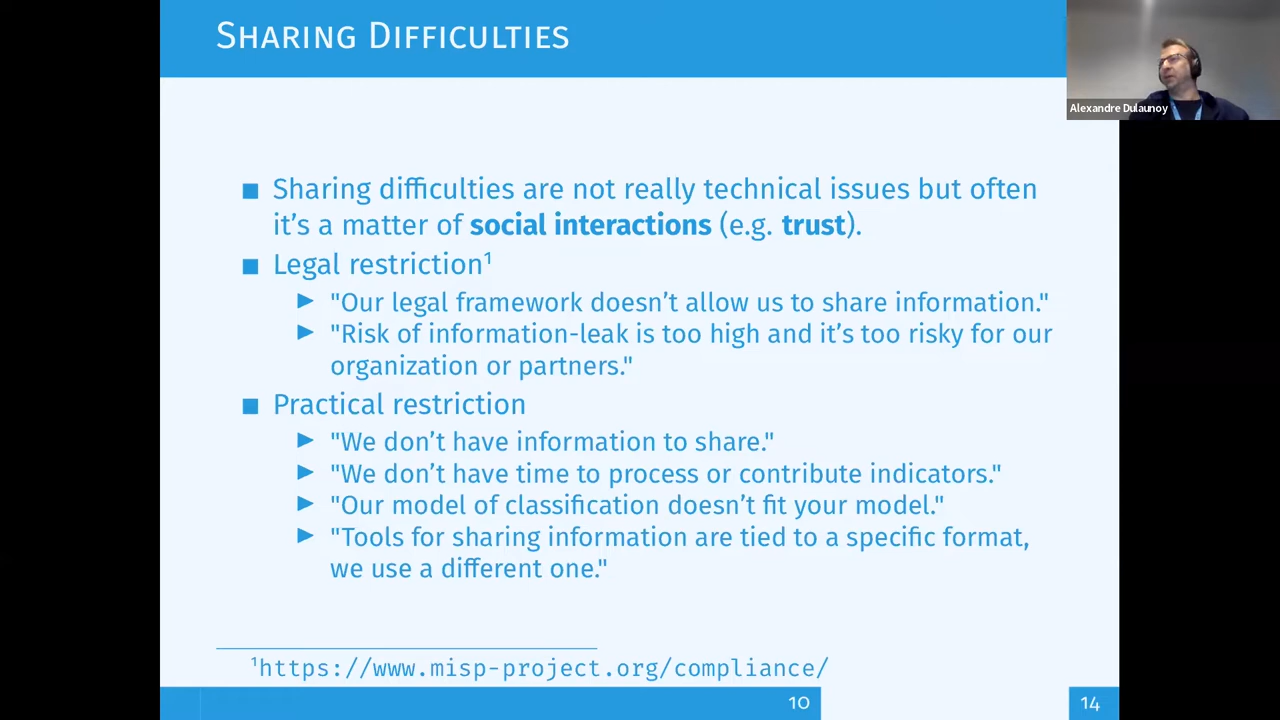 SHARING DIFFICULTIES
Alexandre Dulaunoy
■ Sharing difficulties are not really technical issues but often
it's a matter of social interactions (e.g. trust).
■ Legal restriction¹
▶ "Our legal framework doesn't allow us to share information."
▶ "Risk of information-leak is too high and it's too risky for our
organization or partners."
■ Practical restriction
▶ "We don't have information to share."
▶ "We don't have time to process or contribute indicators."
▶ "Our model of classification doesn't fit your model."
▶ "Tools for sharing information are tied to a specific format,
we use a different one."
¹https://www.misp-project.org/compliance/
10
14